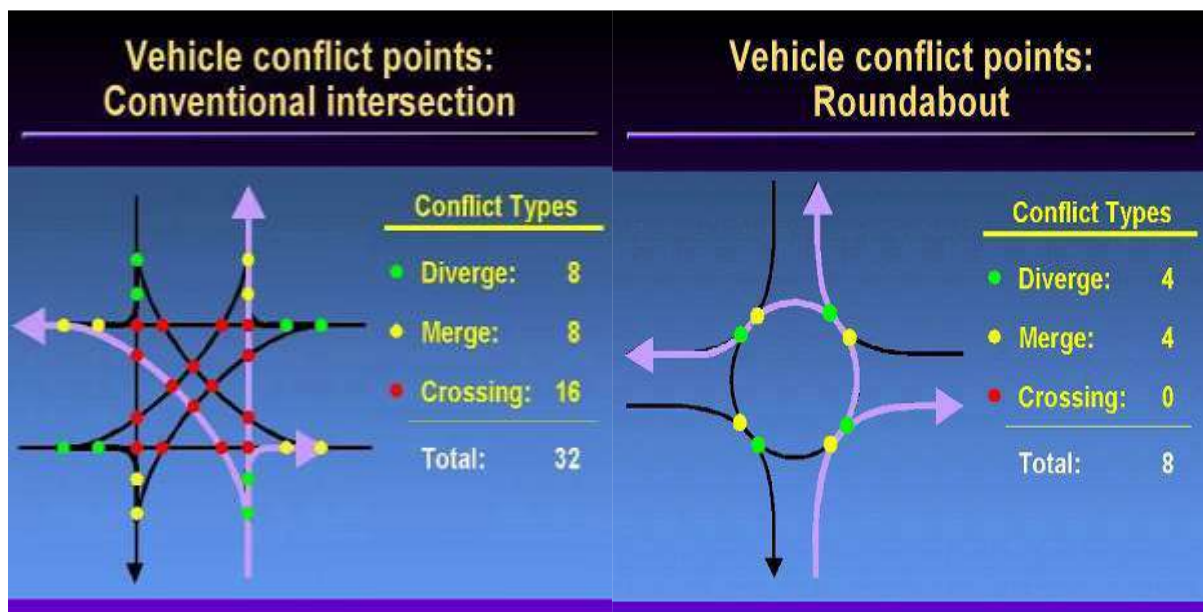 Vehicle conflict points:
Conventional intersection
Conflict Types
Diverge: 8
Merge: 8
Crossing: 16
Total: 32
Vehicle conflict points:
Roundabout
Conflict Types
Diverge: 4
Merge: 4
Crossing: 0
Total: 8